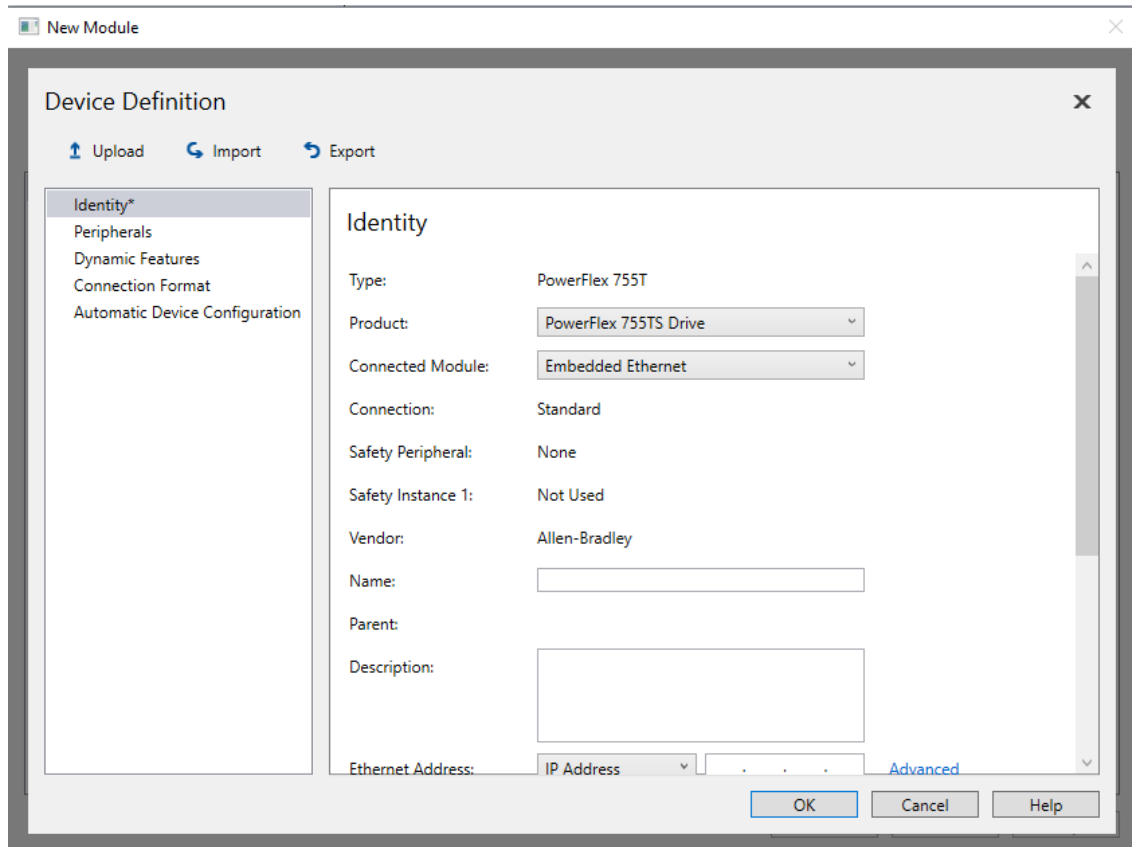 New Module
Device Definition
Upload Import Export
Identity*
Peripherals
Dynamic Features
Connection Format
Automatic Device Configuration
Identity
Type: PowerFlex 755T
Product: PowerFlex 755TS Drive
Connected Module: Embedded Ethernet
Connection: Standard
Safety Peripheral: None
Safety Instance 1: Not Used
Vendor: Allen-Bradley
Name:
Parent:
Description:
Ethernet Address: IP Address . . . Advanced
OK Cancel Help